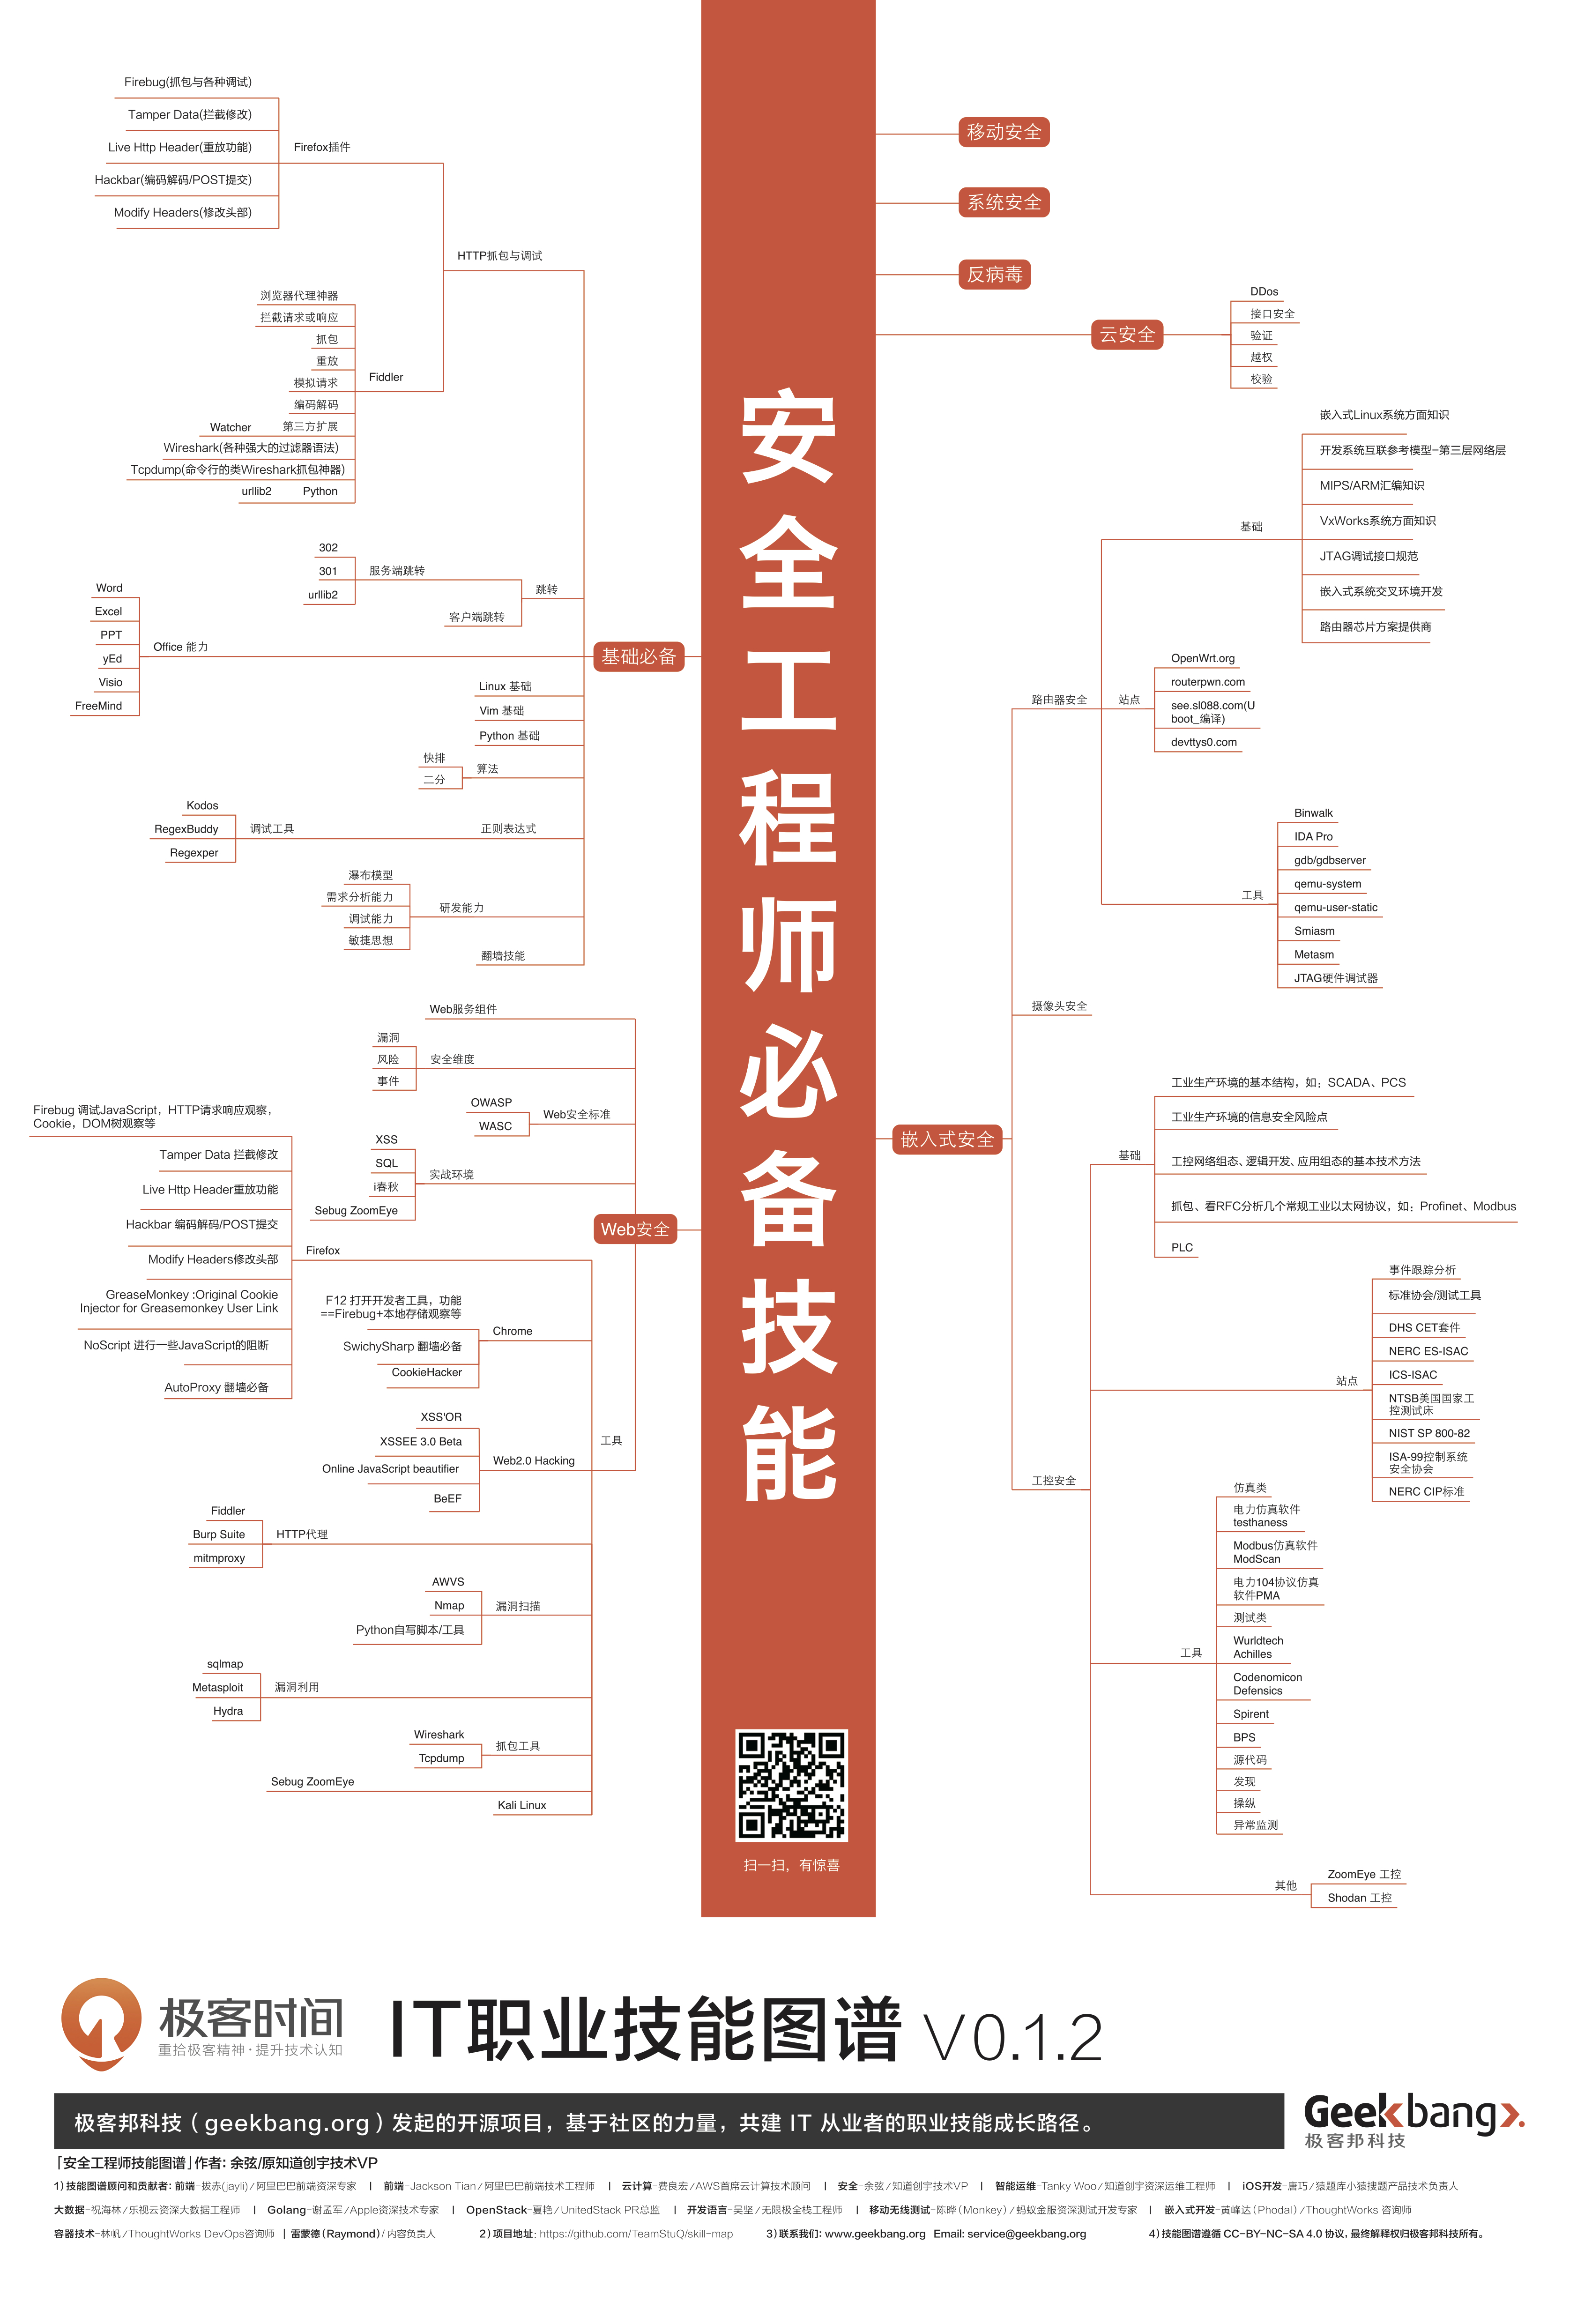 安全工程师必备技能
扫一扫，有惊喜
基础必备
HTTP抓包与调试
Firefox插件
Firebug(抓包与各种调试)
Tamper Data(拦截修改)
Live Http Header(重放功能)
Hackbar(编码解码/POST提交)
Modify Headers(修改头部)
Fiddler
浏览器代理神器
拦截请求或响应
抓包
重放
模拟请求
编码解码
Watcher 第三方扩展
Wireshark(各种强大的过滤器语法)
Tcpdump(命令行的类Wireshark抓包神器)
urllib2 Python
跳转
服务端跳转
302
301
urllib2
客户端跳转
Office 能力
Word
Excel
PPT
yEd
Visio
FreeMind
Linux 基础
Vim 基础
Python 基础
算法
快排
二分
正则表达式
调试工具
Kodos
RegexBuddy
Regexper
研发能力
瀑布模型
需求分析能力
调试能力
敏捷思想
翻墙技能
Web安全
Web服务组件
安全维度
漏洞
风险
事件
Web安全标准
OWASP
WASC
实战环境
XSS
SQL
i春秋
Sebug ZoomEye
工具
Firefox
Firebug 调试JavaScript，HTTP请求响应观察，
Cookie，DOM树观察等
Tamper Data 拦截修改
Live Http Header重放功能
Hackbar 编码解码/POST提交
Modify Headers修改头部
GreaseMonkey :Original Cookie
Injector for Greasemonkey User Link
NoScript 进行一些JavaScript的阻断
AutoProxy 翻墙必备
Chrome
F12 打开开发者工具，功能
==Firebug+本地存储观察等
SwichySharp 翻墙必备
CookieHacker
Web2.0 Hacking
XSS'OR
XSSEE 3.0 Beta
Online JavaScript beautifier
BeEF
HTTP代理
Fiddler
Burp Suite
mitmproxy
漏洞扫描
AWVS
Nmap
Python自写脚本/工具
漏洞利用
sqlmap
Metasploit
Hydra
抓包工具
Wireshark
Tcpdump
Sebug ZoomEye
Kali Linux
移动安全
系统安全
反病毒
云安全
DDos
接口安全
验证
越权
校验
嵌入式安全
路由器安全
基础
嵌入式Linux系统方面知识
开发系统互联参考模型-第三层网络层
MIPS/ARM汇编知识
VxWorks系统方面知识
JTAG调试接口规范
嵌入式系统交叉环境开发
路由器芯片方案提供商
站点
OpenWrt.org
routerpwn.com
see.sl088.com(U
boot_编译)
devttys0.com
工具
Binwalk
IDA Pro
gdb/gdbserver
qemu-system
qemu-user-static
Smiasm
Metasm
JTAG硬件调试器
摄像头安全
工控安全
基础
工业生产环境的基本结构，如：SCADA、PCS
工业生产环境的信息安全风险点
工控网络组态、逻辑开发、应用组态的基本技术方法
抓包、看RFC分析几个常规工业以太网协议，如：Profinet、Modbus
PLC
站点
事件跟踪分析
标准协会/测试工具
DHS CET套件
NERC ES-ISAC
ICS-ISAC
NTSB美国国家工
控测试床
NIST SP 800-82
ISA-99控制系统
安全协会
NERC CIP标准
工具
仿真类
电力仿真软件
testhaness
Modbus仿真软件
ModScan
电力104协议仿真
软件PMA
测试类
Wurldtech
Achilles
Codenomicon
Defensics
Spirent
BPS
源代码
发现
操纵
异常监测
其他
ZoomEye 工控
Shodan 工控
极客时间
重拾极客精神·提升技术认知
IT职业技能图谱 V0.1.2
极客邦科技（geekbang.org）发起的开源项目，基于社区的力量，共建 IT 从业者的职业技能成长路径。
Geekbang
极客邦科技
「安全工程师技能图谱」作者：余弦/原知道创宇技术VP
1）技能图谱顾问和贡献者：前端-拔赤(jayli)/阿里巴巴前端资深专家 | 前端-Jackson Tian/阿里巴巴前端技术工程师 | 云计算-费良宏/AWS首席云计算技术顾问 | 安全-余弦/知道创宇技术VP | 智能运维-Tanky Woo/知道创宇资深运维工程师 | iOS开发-唐巧/猿题库小猿搜题产品技术负责人
大数据-祝海林/乐视云资深大数据工程师 | Golang-谢孟军/Apple资深技术专家 | OpenStack-夏艳/UnitedStack PR总监 | 开发语言-吴坚/无限极全栈工程师 | 移动无线测试-陈晔（Monkey）/蚂蚁金服资深测试开发专家 | 嵌入式开发-黄峰达（Phodal）/ThoughtWorks 咨询师
容器技术-林帆/ThoughtWorks DevOps咨询师 | 雷蒙德（Raymond）/内容负责人 2）项目地址: https://github.com/TeamStuQ/skill-map 3）联系我们: www.geekbang.org Email: service@geekbang.org 4）技能图谱遵循 CC-BY-NC-SA 4.0 协议，最终解释权归极客邦科技所有。